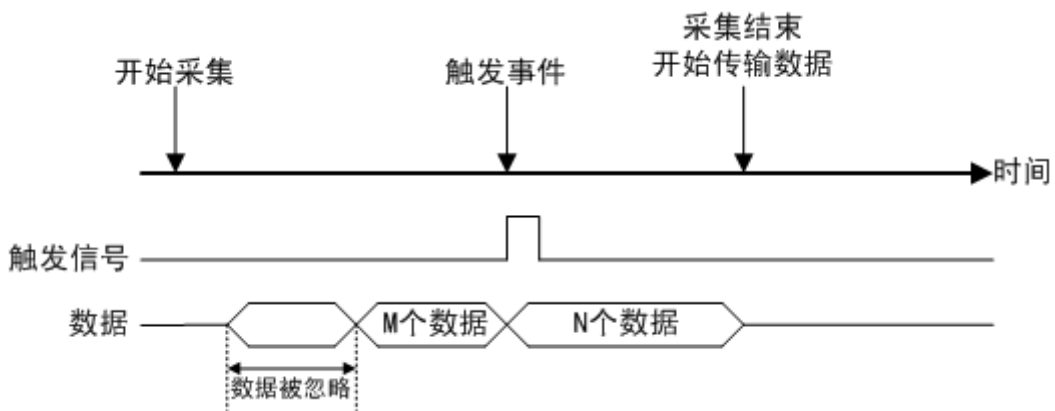 采集结束
开始采集
触发事件
开始传输数据
时间
触发信号
数据
M个数据
N个数据
数据被忽略